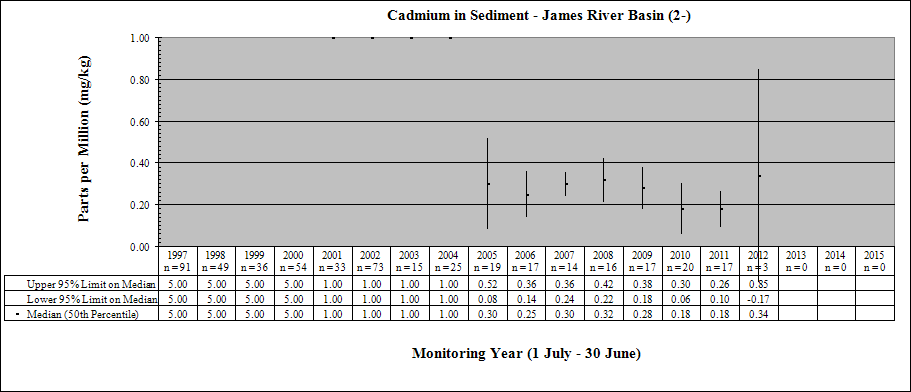 Cadmium in Sediment - James River Basin (2-)
Parts per Million (mg/kg)
1.00
0.80
0.60
0.40
0.20
0.00
1997 1998 1999 2000 2001 2002 2003 2004 2005 2006 2007 2008 2009 2010 2011 2012 2013 2014 2015
n=91 n=49 n=36 n=54 n=33 n=73 n=15 n=25 n=19 n=17 n=14 n=16 n=17 n=20 n=17 n=3 n=0 n=0 n=0
Upper 95% Limit on Median 5.00 5.00 5.00 5.00 1.00 1.00 1.00 1.00 0.52 0.36 0.36 0.42 0.38 0.30 0.26 0.85
Lower 95% Limit on Median 5.00 5.00 5.00 5.00 1.00 1.00 1.00 1.00 0.08 0.14 0.24 0.22 0.18 0.06 0.10 -0.17
Median (50th Percentile) 5.00 5.00 5.00 5.00 1.00 1.00 1.00 1.00 0.30 0.25 0.30 0.32 0.28 0.18 0.18 0.34
Monitoring Year (1 July - 30 June)